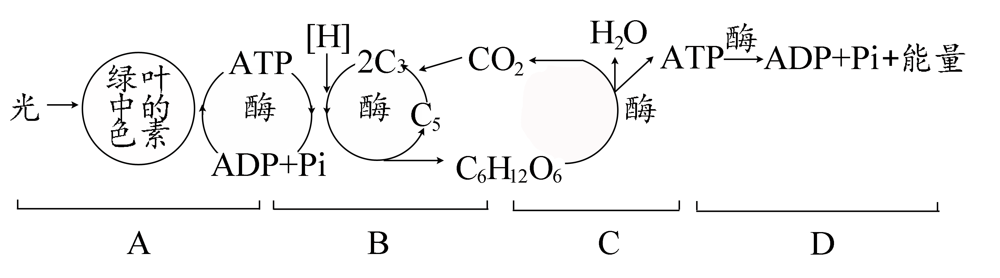 光
绿叶
中的
色素
ATP
酶
ADP+Pi
[H]
2C₃
酶
C₅
CO₂
C₆H₁₂O₆
H₂O
酶
ATP 酶 ADP+Pi+能量
A
B
C
D